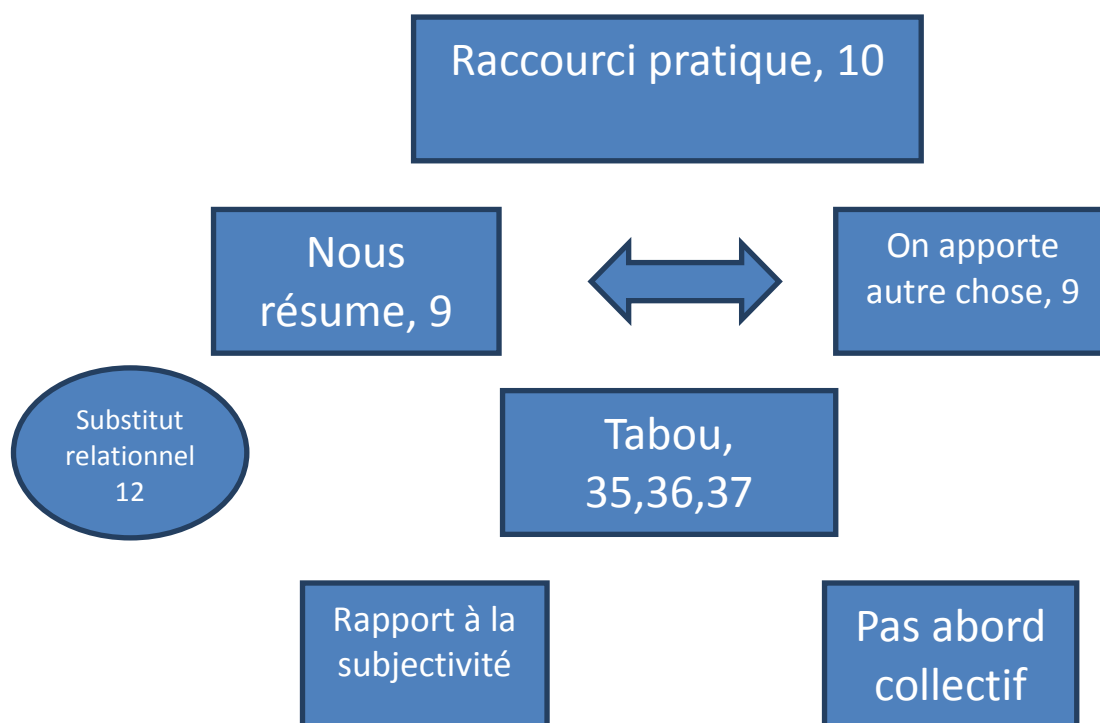 Raccourci pratique, 10
Nous
résume, 9
On apporte
autre chose, 9
Substitut
relationnel
12
Tabou,
35,36,37
Rapport à la
subjectivité
Pas abord
collectif